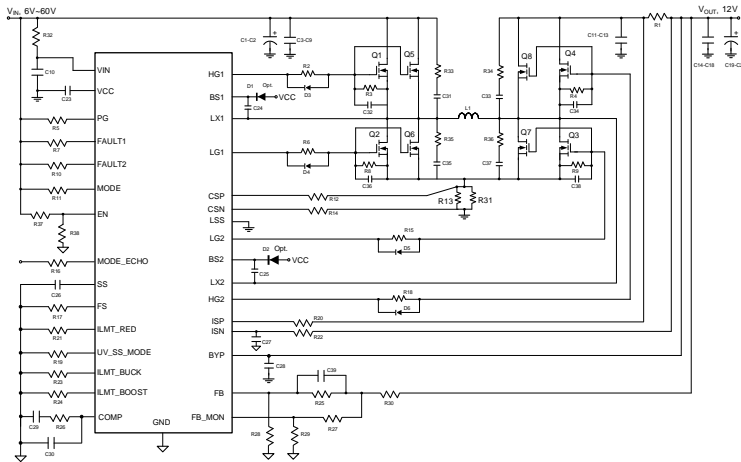 VIN, 6V~60V
VOUT, 12V
R32
C10
C23
C1~C2
C3~C9
C11~C13
R1
C14~C18
VIN
VCC
PG
FAULT1
FAULT2
MODE
EN
MODE_ECHO
SS
FS
ILMT_RED
UV_SS_MODE
ILMT_BUCK
ILMT_BOOST
COMP
GND
HG1
BS1
LX1
LG1
CSP
CSN
LSS
LG2
BS2
LX2
HG2
ISP
ISN
BYP
FB
FB_MON
R5
R7
R10
R11
R37
R38
R16
C26
R17
R21
R19
R23
R24
C29
R26
C30
R2
D3
D1 Opt.
VCC
C24
R6
D4
Q1
Q5
R3
C32
Q2
Q6
R8
C36
R33
C31
R35
C35
L1
R34
C33
R36
C37
Q8
Q4
R4
C34
Q7
Q3
R9
C38
R12
R14
R13
R31
R15
D5
D2 Opt.
VCC
C25
R18
D6
R20
R22
C27
C28
C39
R25
R30
R27
R28
R29